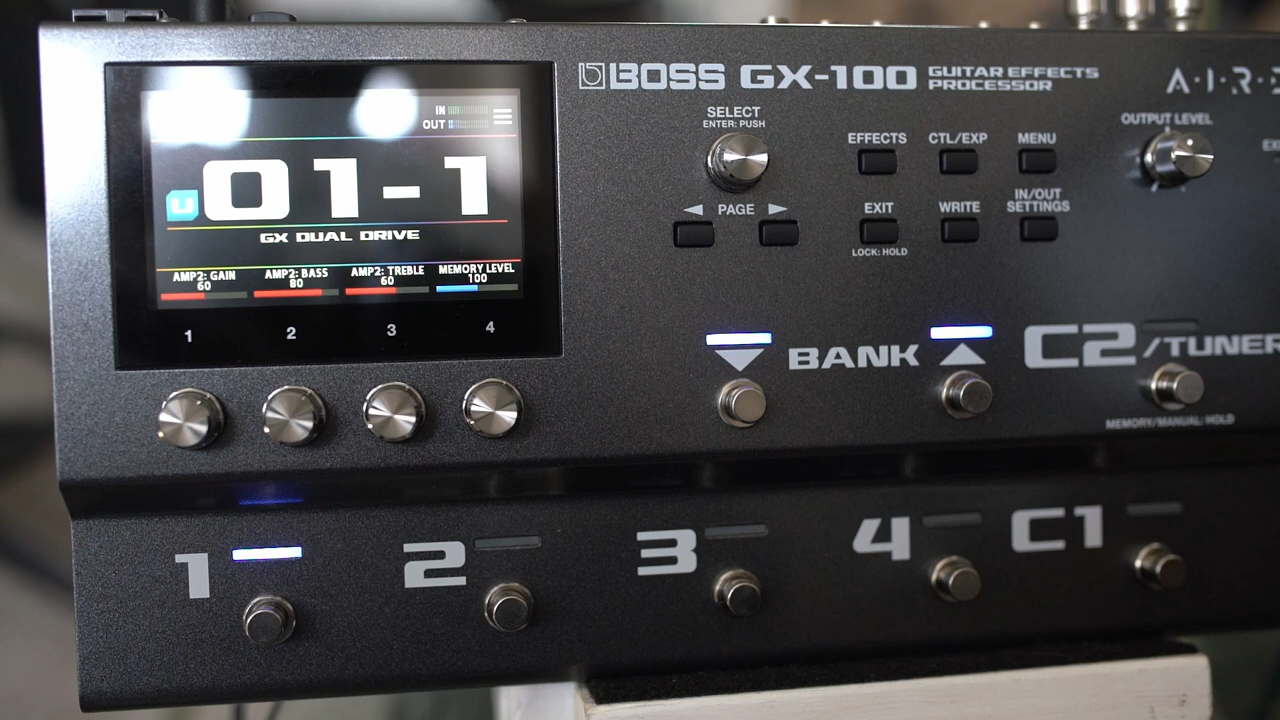 BOSS GX-100 GUITAR EFFECTS PROCESSOR
IN
OUT
U 01-1
GX DUAL DRIVE
AMP2: GAIN 60
AMP2: BASS 80
AMP2: TREBLE 60
MEMORY LEVEL 100
1 2 3 4
SELECT
ENTER: PUSH
PAGE
EFFECTS CTL/EXP MENU
EXIT WRITE IN/OUT SETTINGS
LOCK: HOLD
OUTPUT LEVEL
BANK
C2/TUNER
MEMORY/MANUAL: HOLD
1 2 3 4 C1